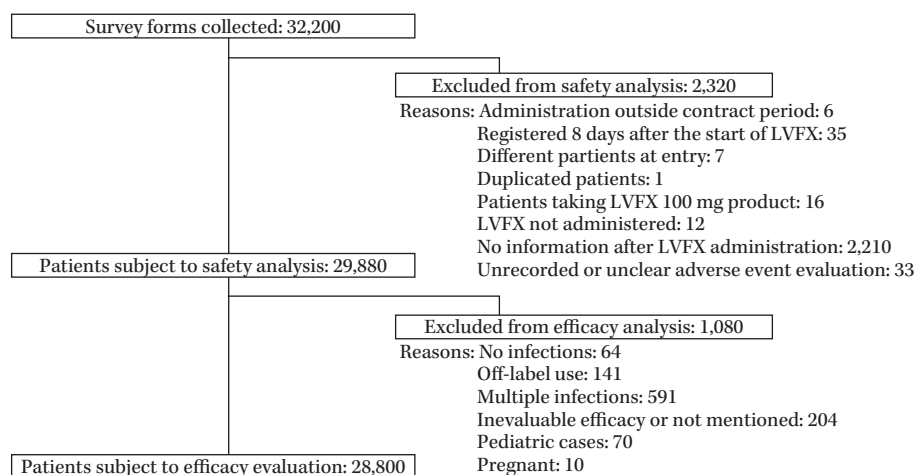 Survey forms collected: 32,200
Excluded from safety analysis: 2,320
Reasons: Administration outside contract period: 6
Registered 8 days after the start of LVFX: 35
Different partients at entry: 7
Duplicated patients: 1
Patients taking LVFX 100 mg product: 16
LVFX not administered: 12
No information after LVFX administration: 2,210
Unrecorded or unclear adverse event evaluation: 33
Patients subject to safety analysis: 29,880
Excluded from efficacy analysis: 1,080
Reasons: No infections: 64
Off-label use: 141
Multiple infections: 591
Inevaluable efficacy or not mentioned: 204
Pediatric cases: 70
Pregnant: 10
Patients subject to efficacy evaluation: 28,800